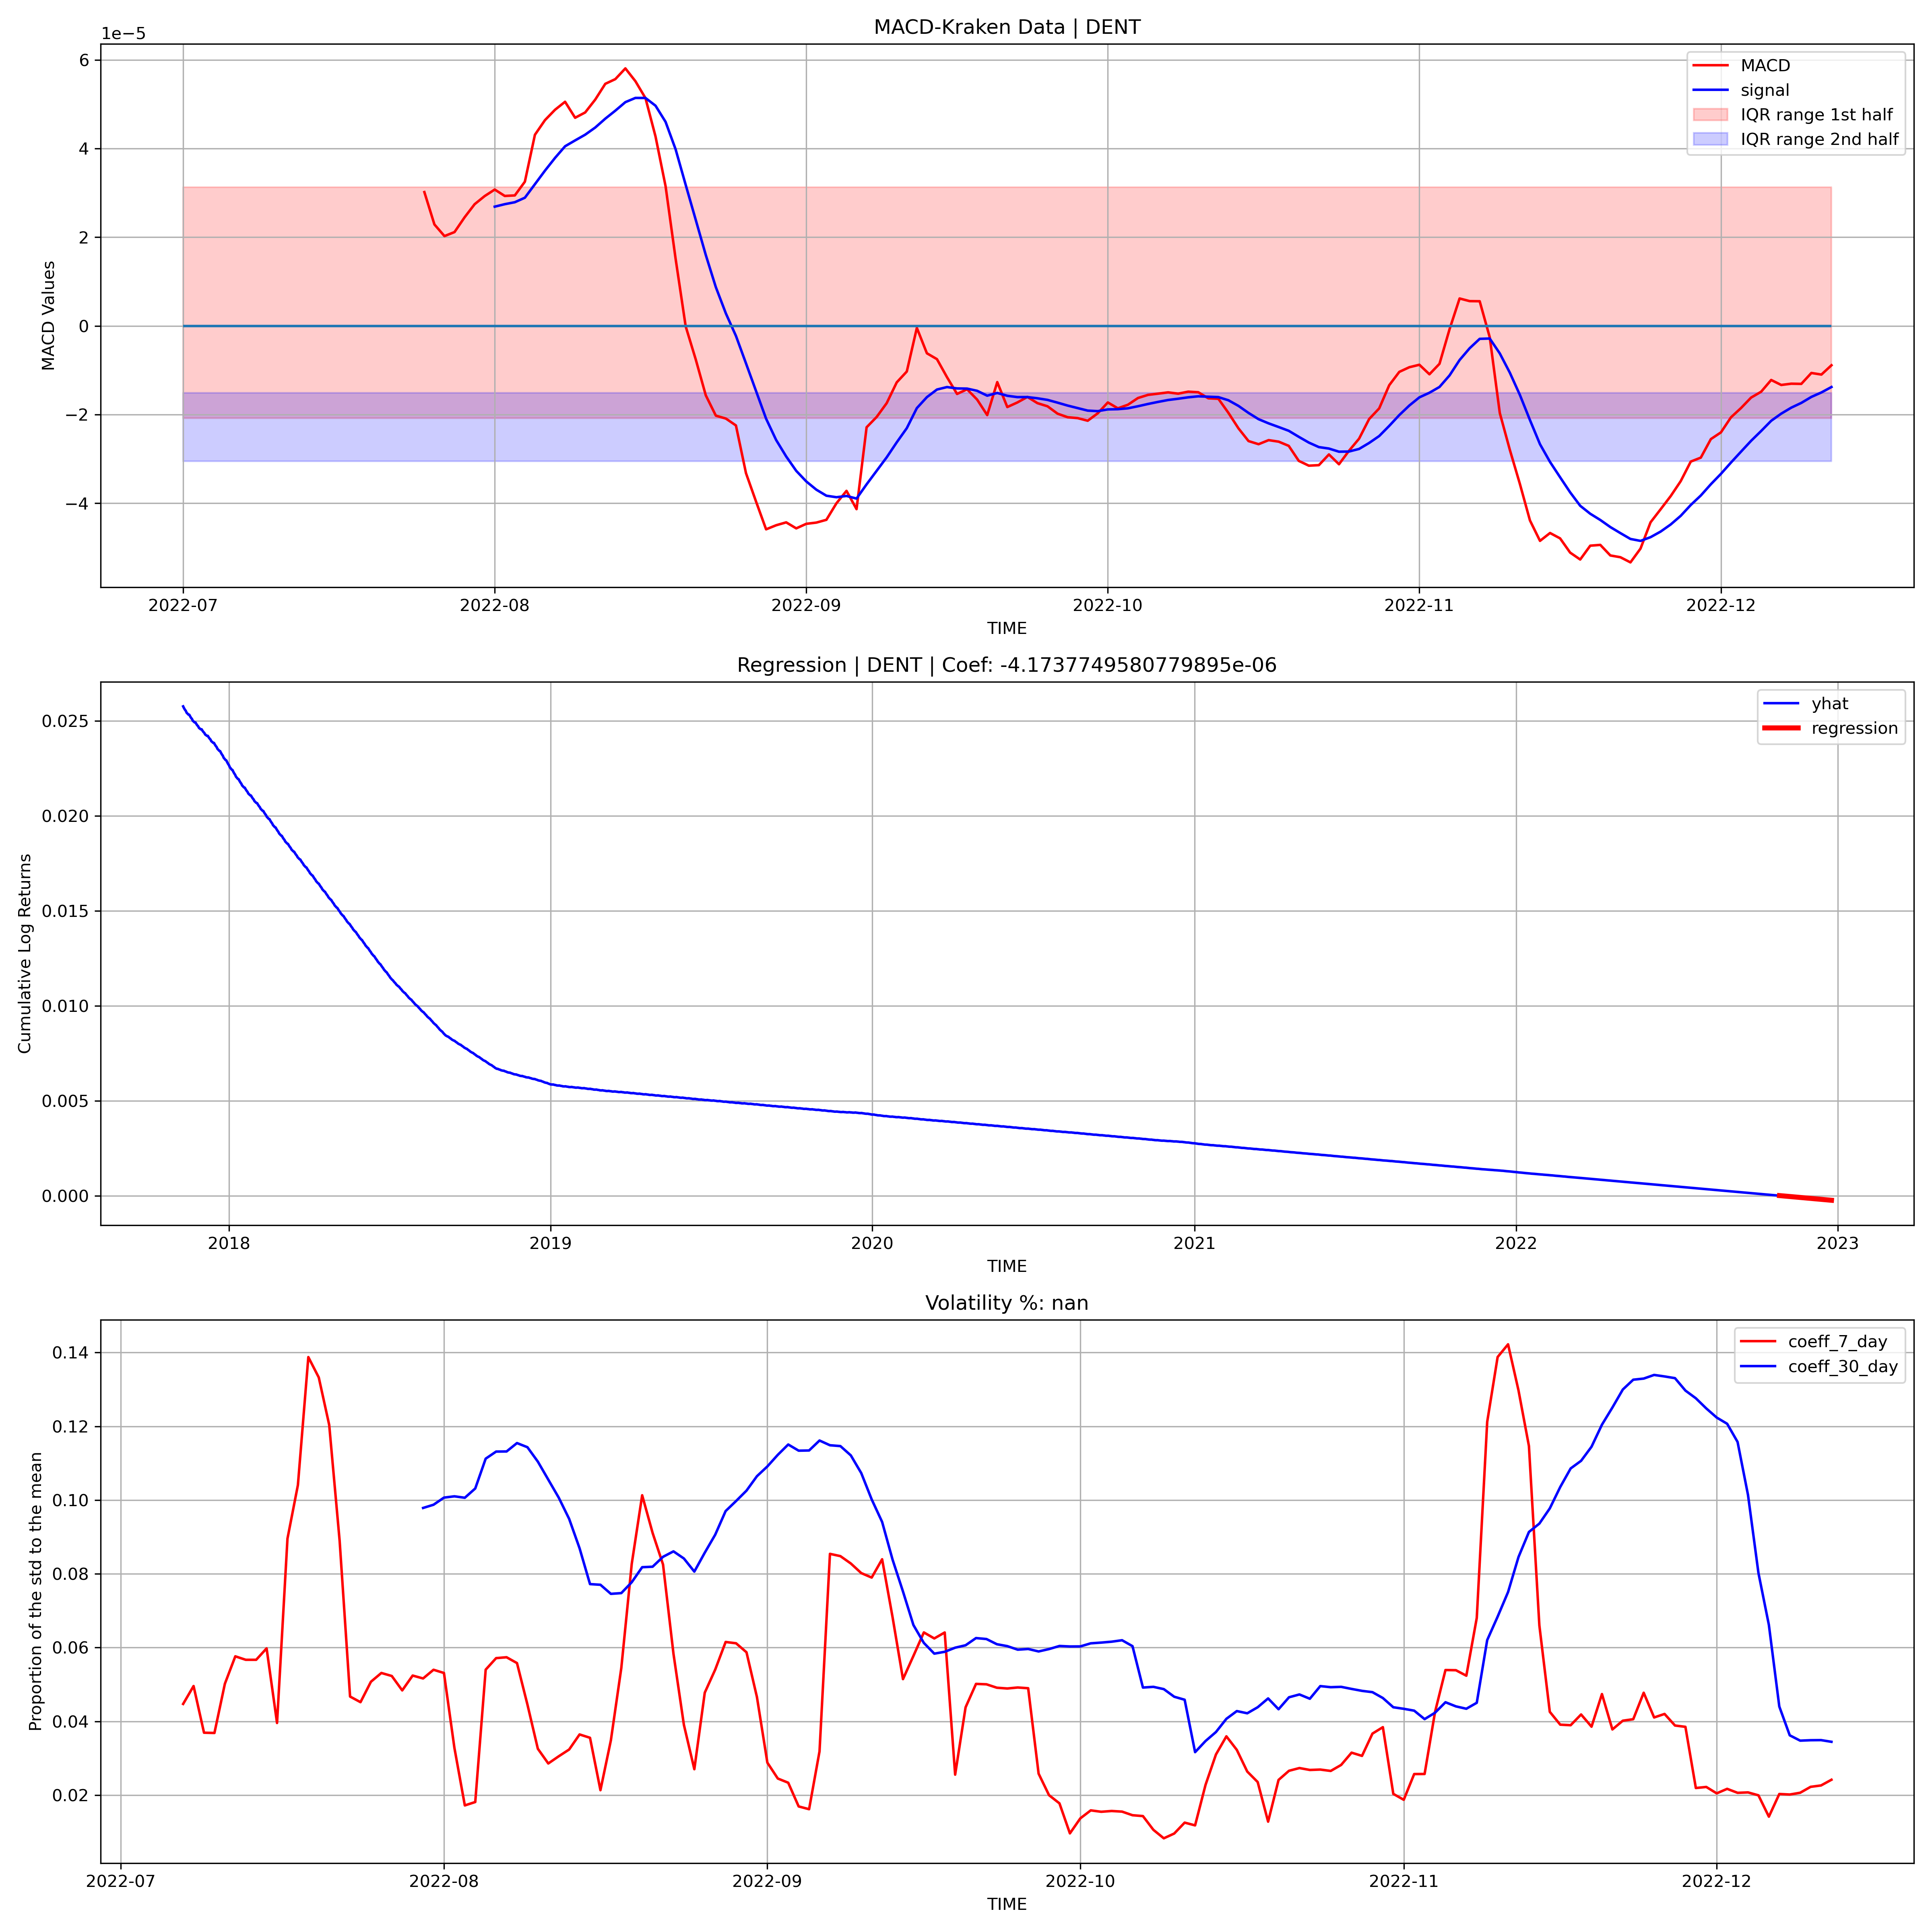 MACD-Kraken Data | DENT
1e−5
6
4
2
0
−2
−4
MACD Values
MACD
signal
IQR range 1st half
IQR range 2nd half
2022-07 2022-08 2022-09 2022-10 2022-11 2022-12
TIME
Regression | DENT | Coef: -4.1737749580779895e-06
0.025
0.020
0.015
0.010
0.005
0.000
Cumulative Log Returns
yhat
regression
2018 2019 2020 2021 2022 2023
TIME
Volatility %: nan
0.14
0.12
0.10
0.08
0.06
0.04
0.02
Proportion of the std to the mean
coeff_7_day
coeff_30_day
2022-07 2022-08 2022-09 2022-10 2022-11 2022-12
TIME